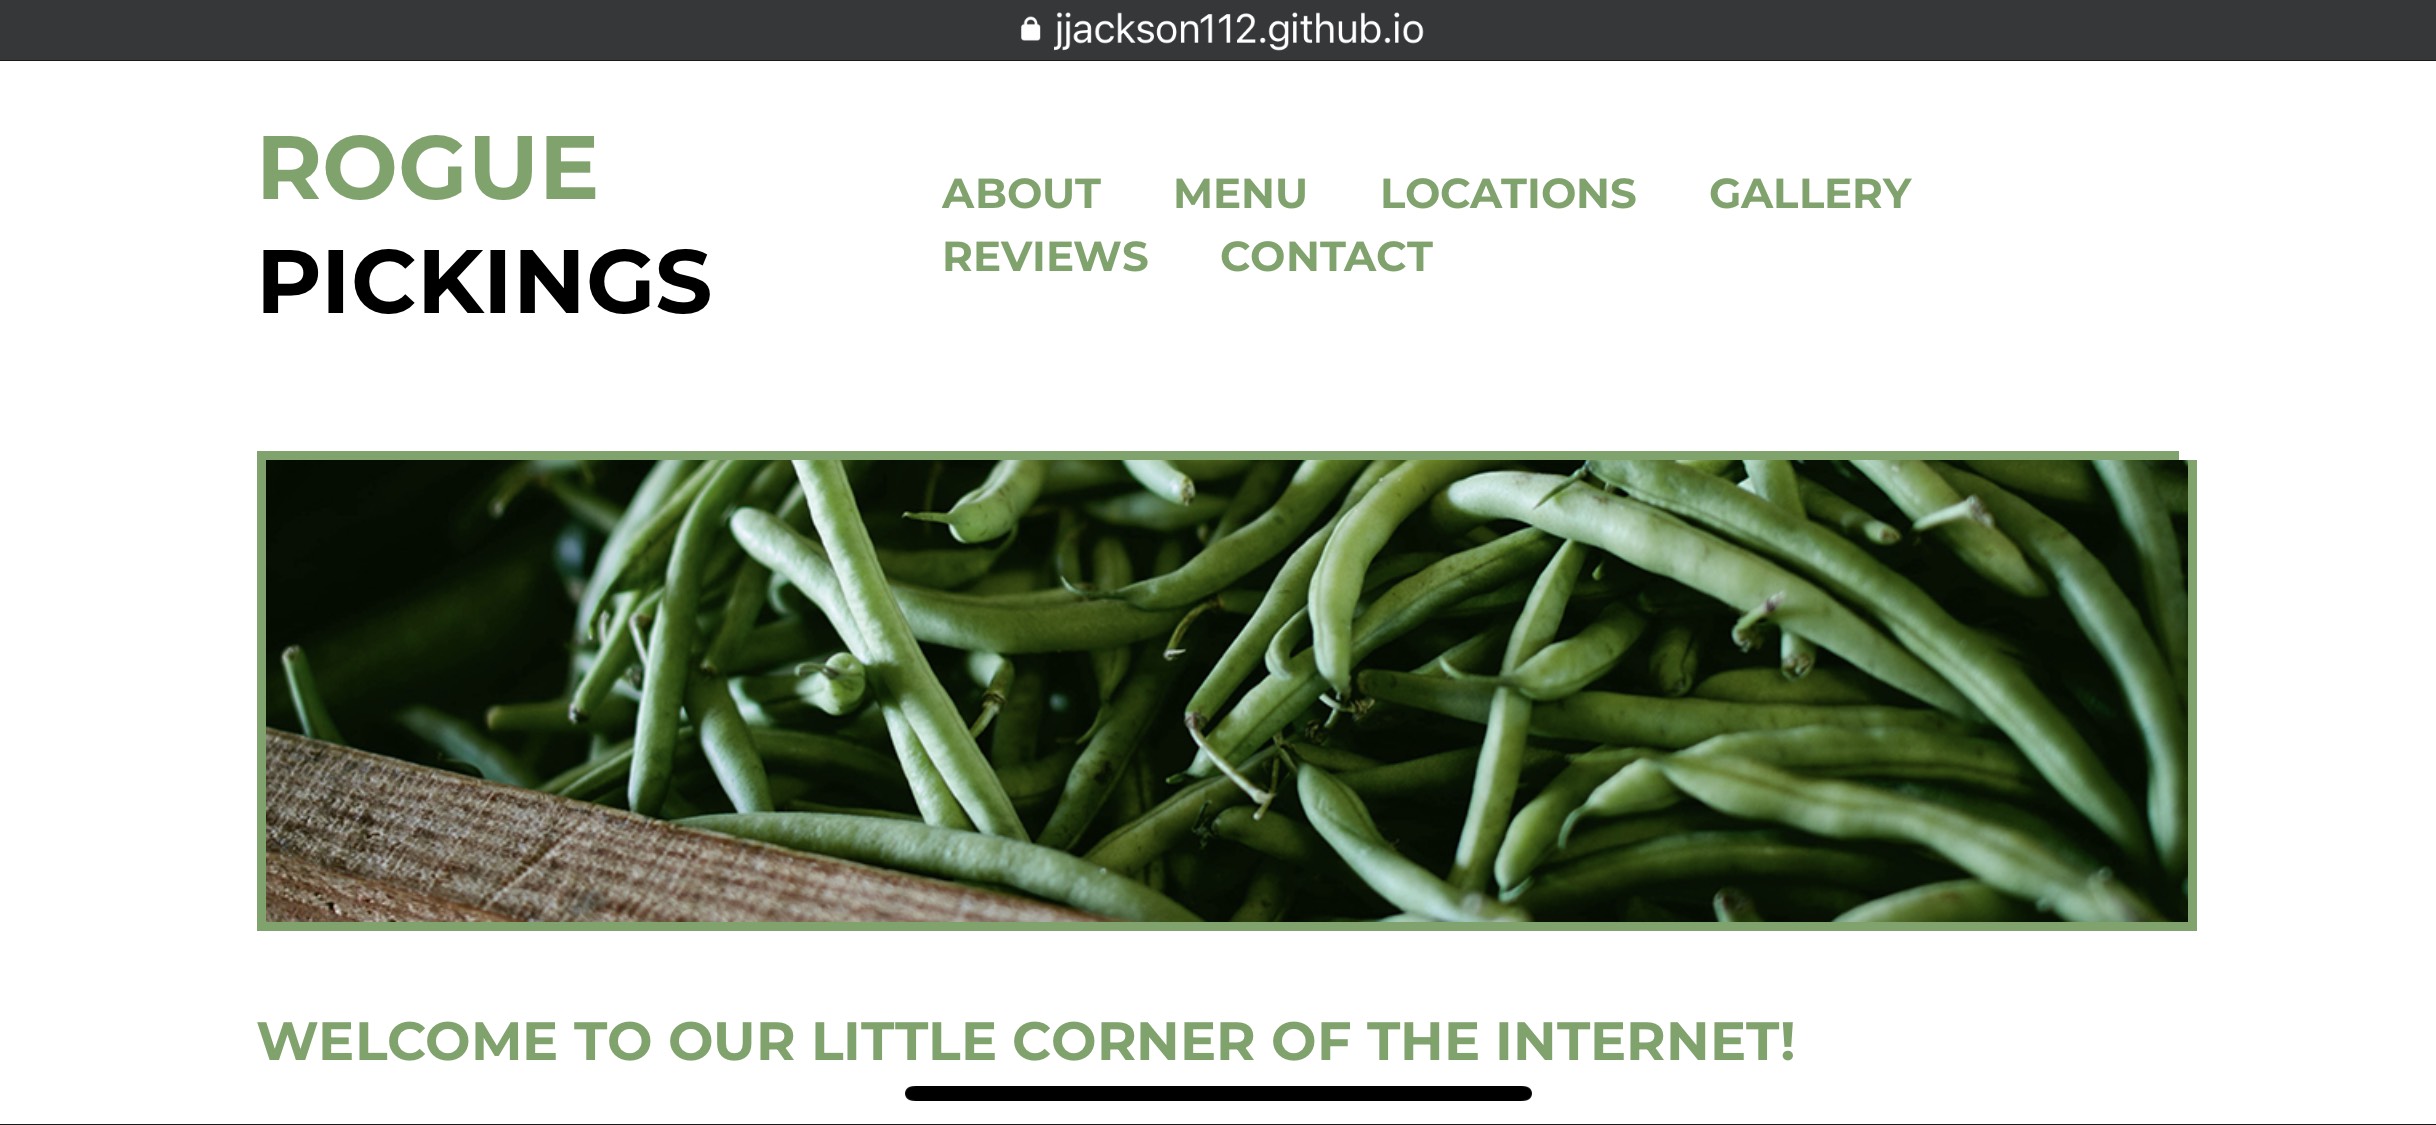 jjackson112.github.io
ROGUE
PICKINGS
ABOUT MENU LOCATIONS GALLERY
REVIEWS CONTACT
WELCOME TO OUR LITTLE CORNER OF THE INTERNET!